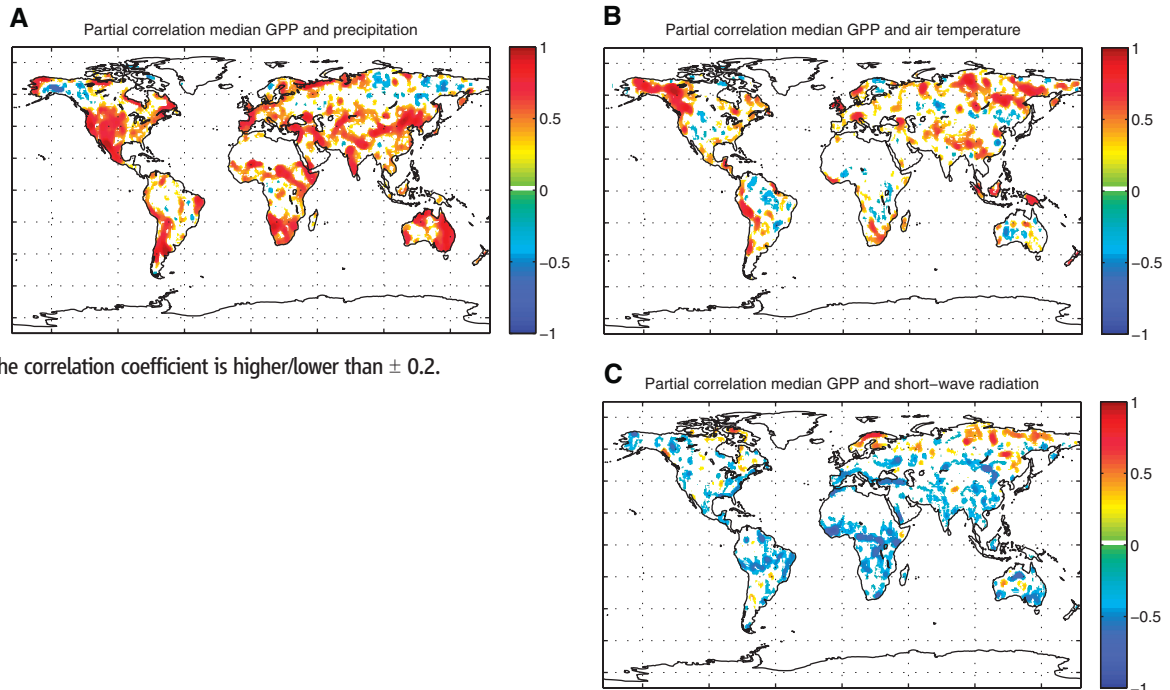 A
Partial correlation median GPP and precipitation
1
0.5
0
−0.5
−1
he correlation coefficient is higher/lower than ± 0.2.
B
Partial correlation median GPP and air temperature
1
0.5
0
−0.5
−1
C
Partial correlation median GPP and short−wave radiation
1
0.5
0
−0.5
−1